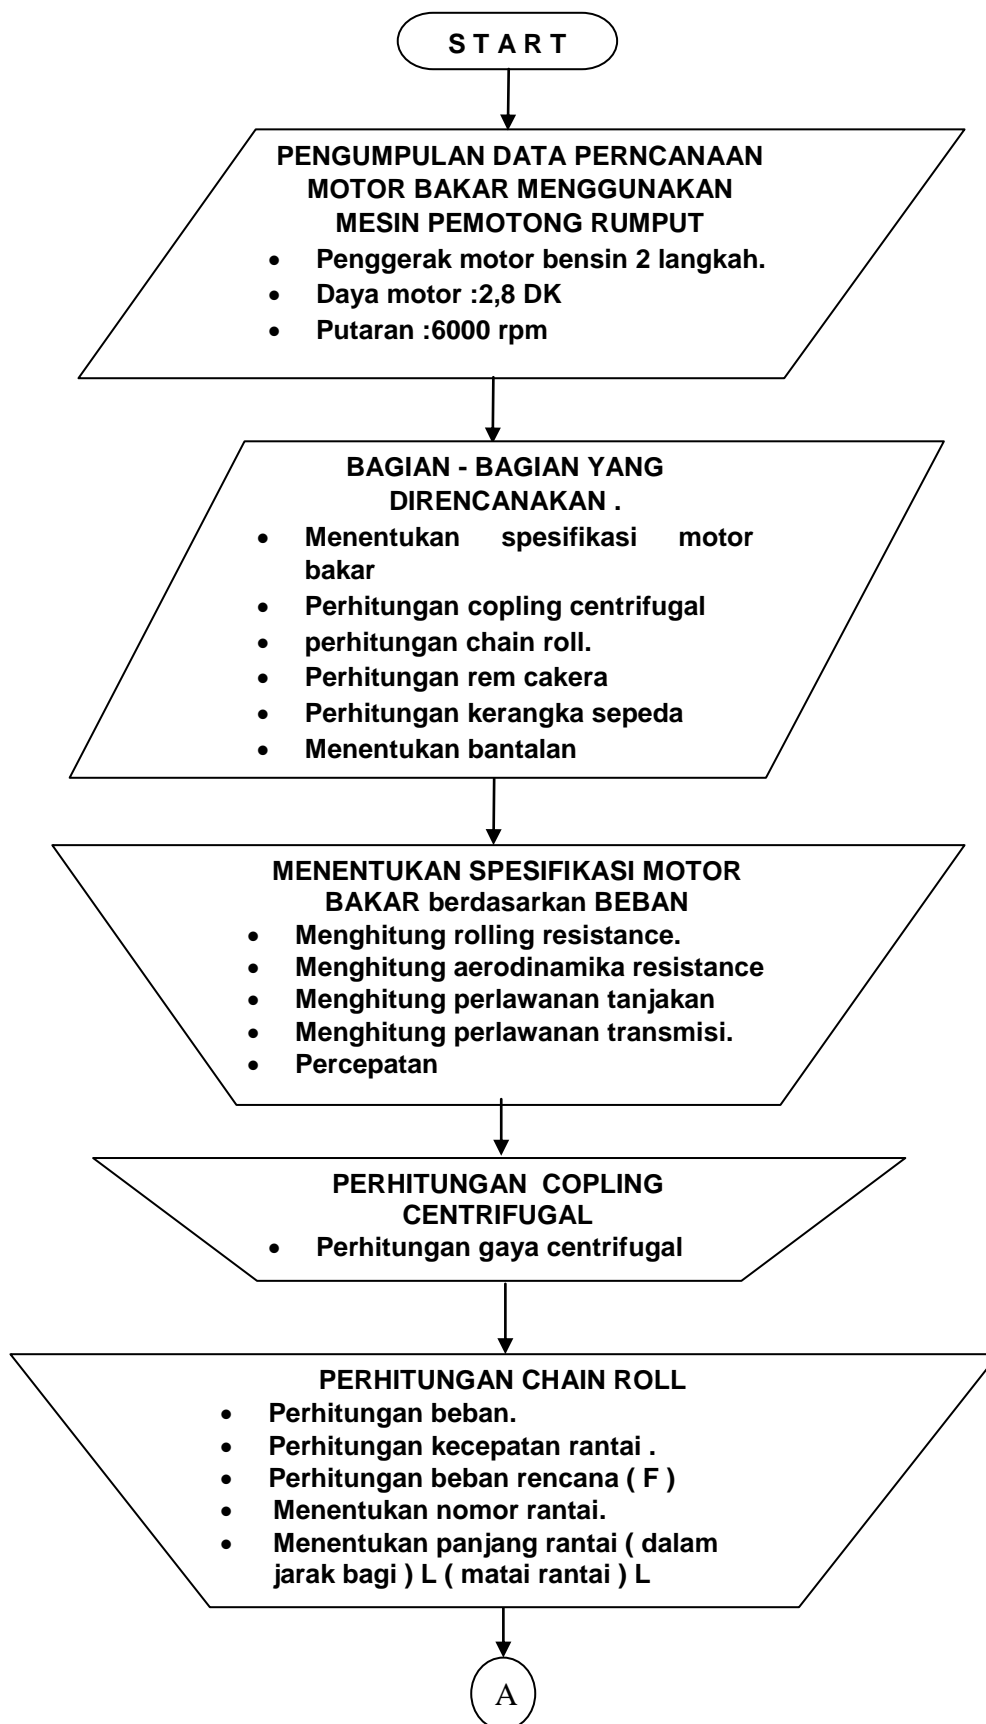 S T A R T
PENGUMPULAN DATA PERNCANAAN
MOTOR BAKAR MENGGUNAKAN
MESIN PEMOTONG RUMPUT
• Penggerak motor bensin 2 langkah.
• Daya motor :2,8 DK
• Putaran :6000 rpm
BAGIAN - BAGIAN YANG
DIRENCANAKAN .
• Menentukan spesifikasi motor
bakar
• Perhitungan copling centrifugal
• perhitungan chain roll.
• Perhitungan rem cakera
• Perhitungan kerangka sepeda
• Menentukan bantalan
MENENTUKAN SPESIFIKASI MOTOR
BAKAR berdasarkan BEBAN
• Menghitung rolling resistance.
• Menghitung aerodinamika resistance
• Menghitung perlawanan tanjakan
• Menghitung perlawanan transmisi.
• Percepatan
PERHITUNGAN COPLING
CENTRIFUGAL
• Perhitungan gaya centrifugal
PERHITUNGAN CHAIN ROLL
• Perhitungan beban.
• Perhitungan kecepatan rantai .
• Perhitungan beban rencana ( F )
• Menentukan nomor rantai.
• Menentukan panjang rantai ( dalam
jarak bagi ) L ( matai rantai ) L
A